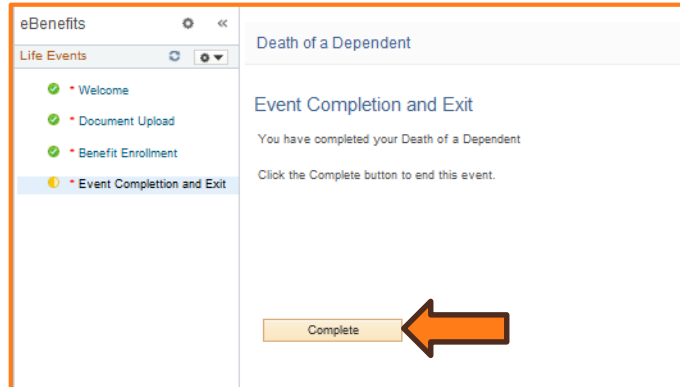 eBenefits
Life Events
* Welcome
* Document Upload
* Benefit Enrollment
* Event Complettion and Exit
Death of a Dependent
Event Completion and Exit
You have completed your Death of a Dependent
Click the Complete button to end this event.
Complete